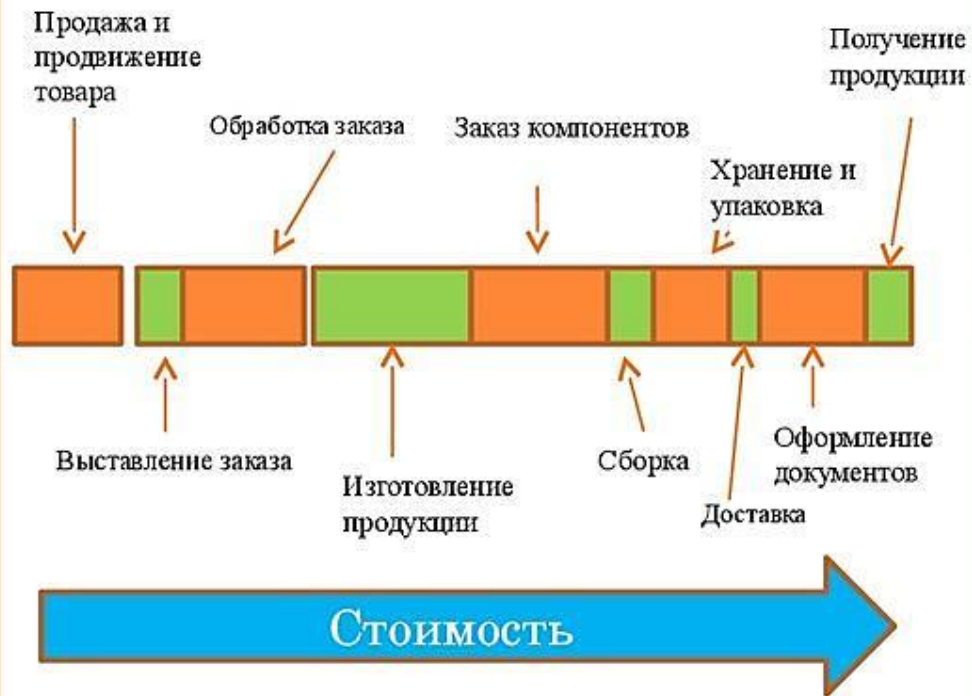 Продажа и
продвижение
товара
Обработка заказа
Заказ компонентов
Хранение и
упаковка
Получение
продукции
Выставление заказа
Изготовление
продукции
Сборка
Доставка
Оформление
документов
Стоимость